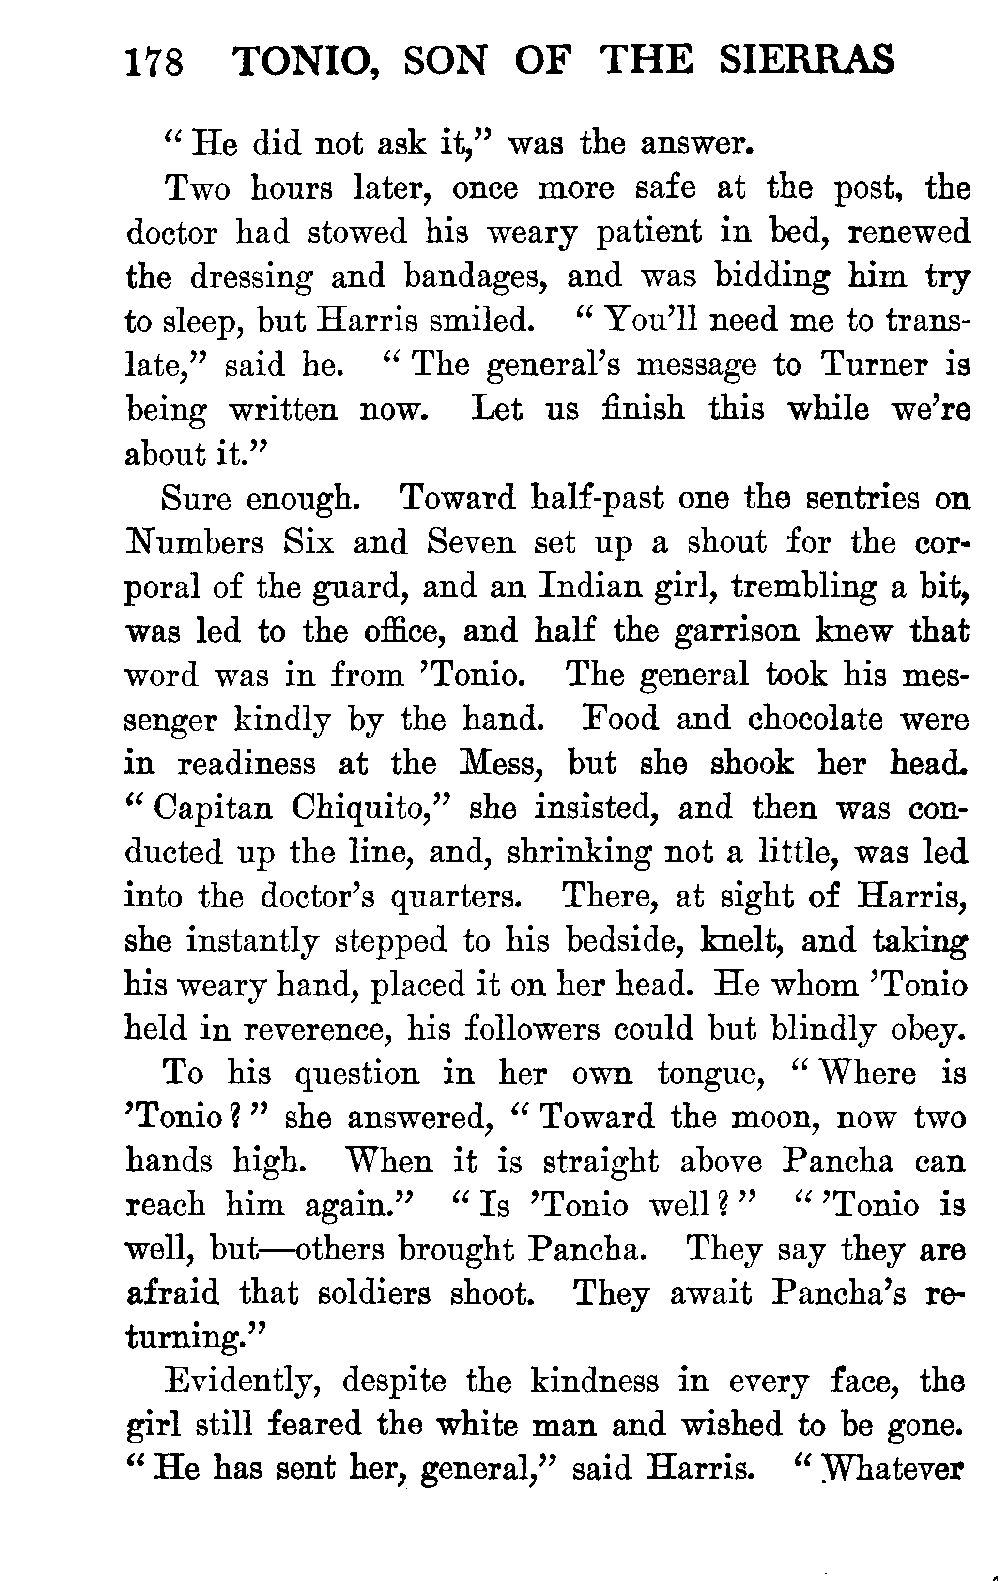 178 TONIO, SON OF THE SIERRAS
“ He did not ask it,” was the answer.
Two hours later, once more safe at the post, the
doctor had stowed his weary patient in bed, renewed
the dressing and bandages, and was bidding him try
to sleep, but Harris smiled. “ You’ll need me to trans-
late,” said he. “ The general’s message to Turner is
being written now. Let us finish this while we’re
about it.”
Sure enough. Toward half-past one the sentries on
Numbers Six and Seven set up a shout for the cor-
poral of the guard, and an Indian girl, trembling a bit,
was led to the office, and half the garrison knew that
word was in from ’Tonio. The general took his mes-
senger kindly by the hand. Food and chocolate were
in readiness at the Mess, but she shook her head.
“ Capitan Chiquito,” she insisted, and then was con-
ducted up the line, and, shrinking not a little, was led
into the doctor’s quarters. There, at sight of Harris,
she instantly stepped to his bedside, knelt, and taking
his weary hand, placed it on her head. He whom ’Tonio
held in reverence, his followers could but blindly obey.
To his question in her own tongue, “ Where is
’Tonio ? ” she answered, “ Toward the moon, now two
hands high. When it is straight above Pancha can
reach him again.” “ Is ’Tonio well ? ” “ ’Tonio is
well, but—others brought Pancha. They say they are
afraid that soldiers shoot. They await Pancha’s re-
turning.”
Evidently, despite the kindness in every face, the
girl still feared the white man and wished to be gone.
“ He has sent her, general,” said Harris. “ Whatever